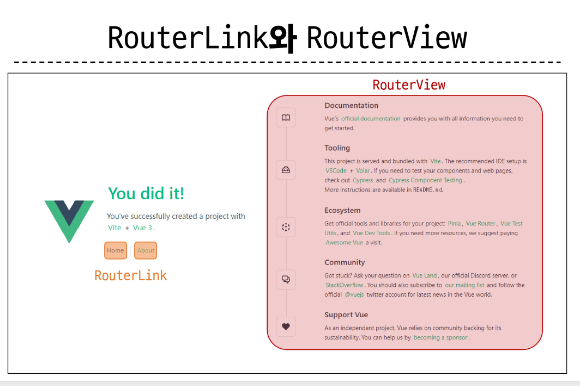 RouterLink와 RouterView
RouterView
Documentation
Vue's official documentation provides you with all information you need to
get started.
Tooling
This project is served and bundled with Vite. The recommended IDE setup is
VSCode + Volar. If you need to test your components and web pages,
check out Cypress and Cypress Component Testing.
More instructions are available in README.md.
Ecosystem
Get official tools and libraries for your project: Pinia, Vue Router, Vue Test
Utils, and Vue Dev Tools. If you need more resources, we suggest paying
Awesome Vue a visit.
Community
Got stuck? Ask your question on Vue Land, our official Discord server, or
StackOverflow. You should also subscribe to our mailing list and follow the
official @vuejs twitter account for latest news in the Vue world.
Support Vue
As an independent project, Vue relies on community backing for its
sustainability. You can help us by becoming a sponsor.
You did it!
You've successfully created a project with
Vite + Vue 3.
Home About
RouterLink